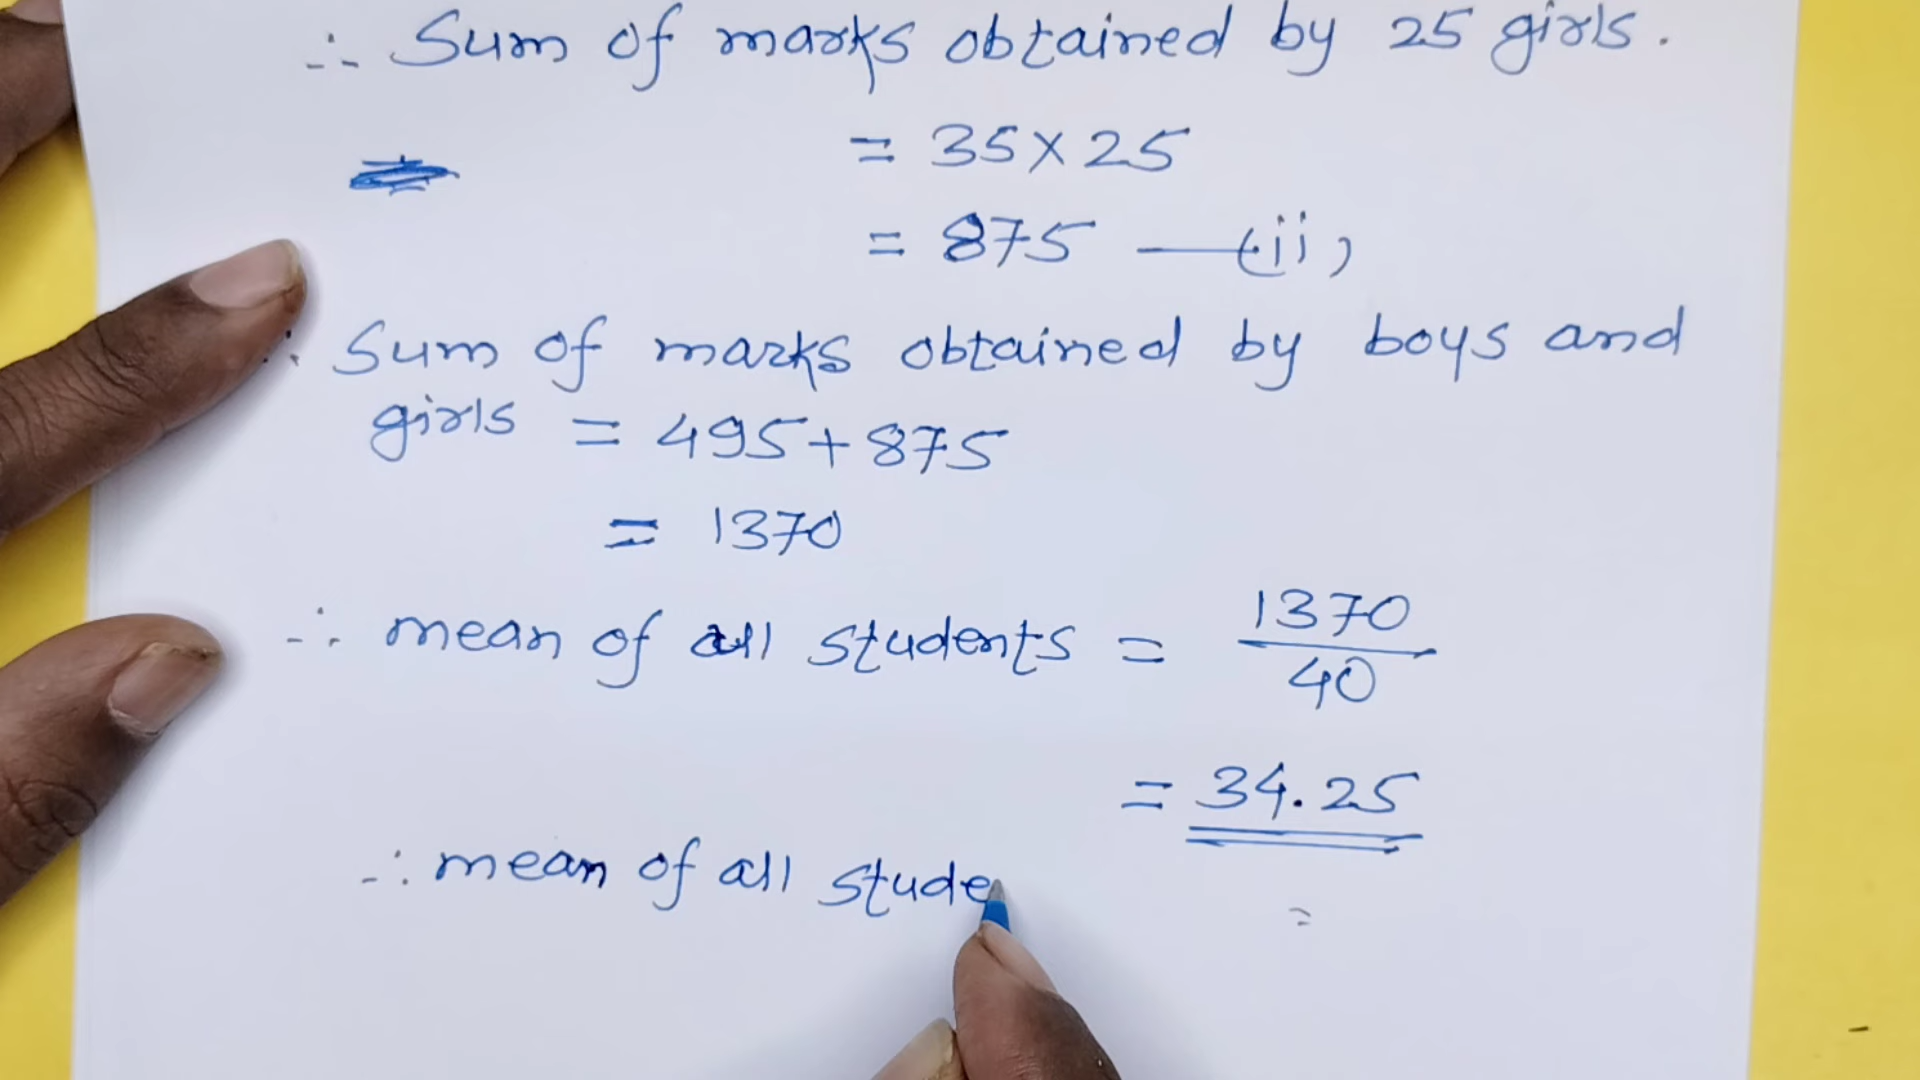 ∴ Sum of marks obtained by 25 girls.
= 35×25
= 875 —(ii)
∴ Sum of marks obtained by boys and
girls = 495+875
= 1370
∴ mean of all students = 1370/40
= 34.25
∴ mean of all stude
=